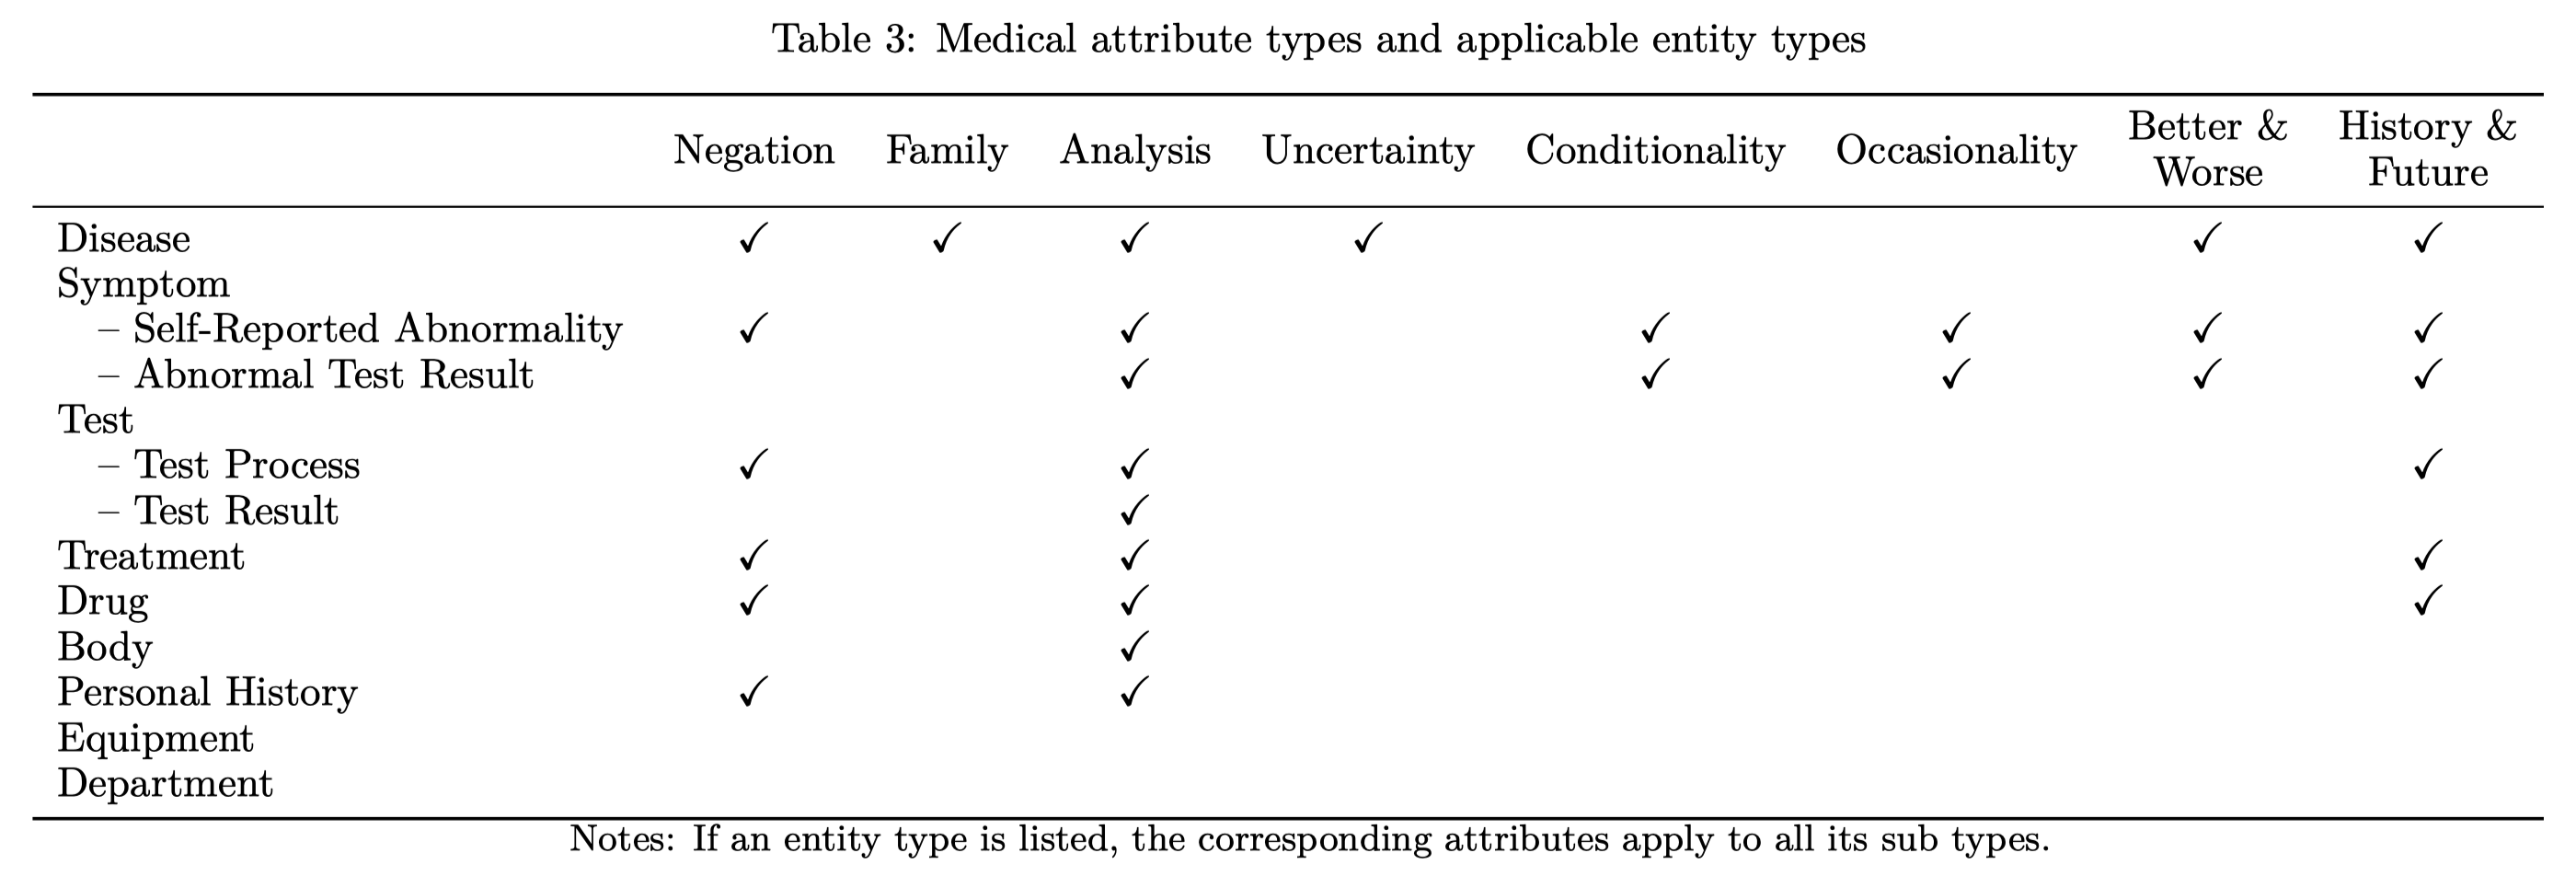 Table 3: Medical attribute types and applicable entity types
Negation Family Analysis Uncertainty Conditionality Occasionality Better & Worse History & Future
Disease ✓ ✓ ✓ ✓ ✓ ✓
Symptom
– Self-Reported Abnormality ✓ ✓ ✓ ✓ ✓ ✓
– Abnormal Test Result ✓ ✓ ✓ ✓ ✓
Test
– Test Process ✓ ✓ ✓
– Test Result ✓
Treatment ✓ ✓ ✓
Drug ✓ ✓ ✓
Body ✓
Personal History ✓ ✓
Equipment
Department
Notes: If an entity type is listed, the corresponding attributes apply to all its sub types.